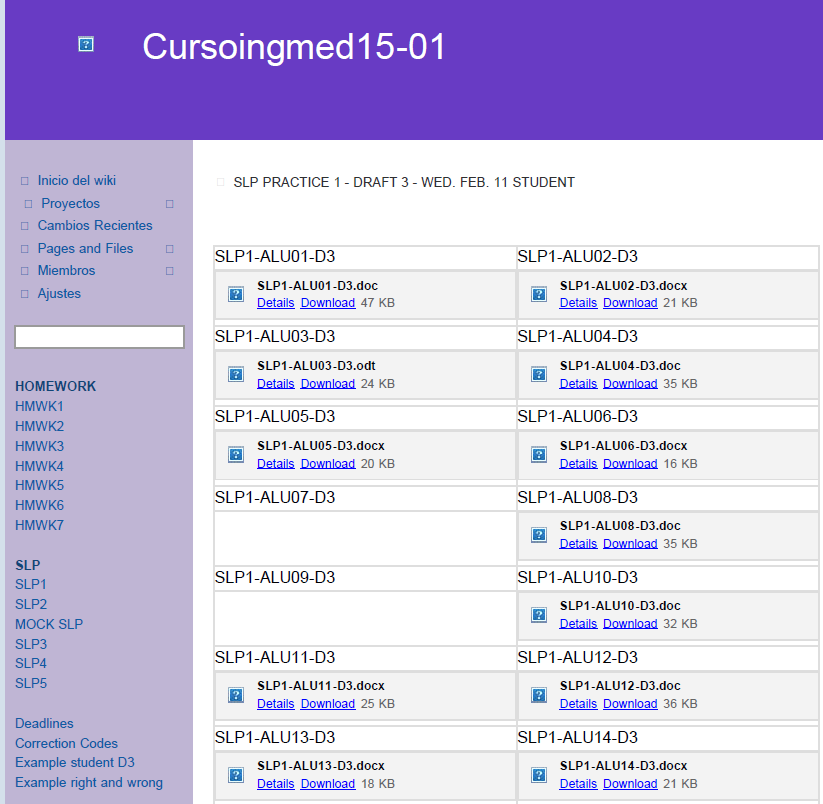 Cursoingmed15-01
Inicio del wiki
Proyectos
Cambios Recientes
Pages and Files
Miembros
Ajustes
HOMEWORK
HMWK1
HMWK2
HMWK3
HMWK4
HMWK5
HMWK6
HMWK7
SLP
SLP1
SLP2
MOCK SLP
SLP3
SLP4
SLP5
Deadlines
Correction Codes
Example student D3
Example right and wrong
SLP PRACTICE 1 - DRAFT 3 - WED. FEB. 11 STUDENT
SLP1-ALU01-D3
SLP1-ALU01-D3.doc
Details Download 47 KB
SLP1-ALU02-D3
SLP1-ALU02-D3.docx
Details Download 21 KB
SLP1-ALU03-D3
SLP1-ALU03-D3.odt
Details Download 24 KB
SLP1-ALU04-D3
SLP1-ALU04-D3.doc
Details Download 35 KB
SLP1-ALU05-D3
SLP1-ALU05-D3.docx
Details Download 20 KB
SLP1-ALU06-D3
SLP1-ALU06-D3.docx
Details Download 16 KB
SLP1-ALU07-D3
SLP1-ALU08-D3
SLP1-ALU08-D3.doc
Details Download 35 KB
SLP1-ALU09-D3
SLP1-ALU10-D3
SLP1-ALU10-D3.doc
Details Download 32 KB
SLP1-ALU11-D3
SLP1-ALU11-D3.docx
Details Download 25 KB
SLP1-ALU12-D3
SLP1-ALU12-D3.doc
Details Download 36 KB
SLP1-ALU13-D3
SLP1-ALU13-D3.docx
Details Download 18 KB
SLP1-ALU14-D3
SLP1-ALU14-D3.docx
Details Download 21 KB